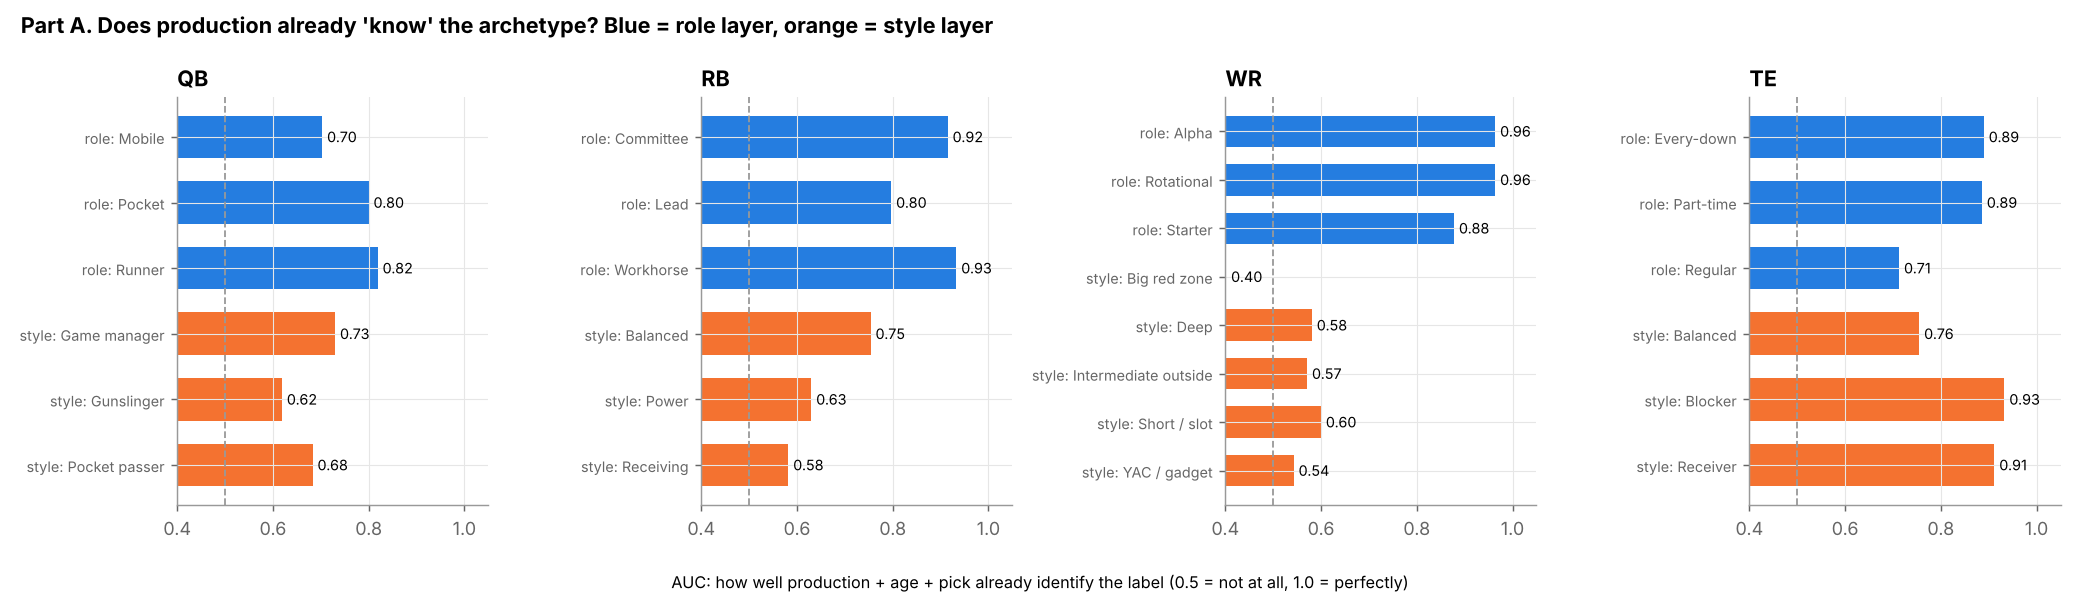 Part A. Does production already 'know' the archetype? Blue = role layer, orange = style layer
QB
role: Mobile 0.70
role: Pocket 0.80
role: Runner 0.82
style: Game manager 0.73
style: Gunslinger 0.62
style: Pocket passer 0.68
0.4 0.6 0.8 1.0
RB
role: Committee 0.92
role: Lead 0.80
role: Workhorse 0.93
style: Balanced 0.75
style: Power 0.63
style: Receiving 0.58
0.4 0.6 0.8 1.0
WR
role: Alpha 0.96
role: Rotational 0.96
role: Starter 0.88
style: Big red zone 0.40
style: Deep 0.58
style: Intermediate outside 0.57
style: Short / slot 0.60
style: YAC / gadget 0.54
0.4 0.6 0.8 1.0
TE
role: Every-down 0.89
role: Part-time 0.89
role: Regular 0.71
style: Balanced 0.76
style: Blocker 0.93
style: Receiver 0.91
0.4 0.6 0.8 1.0
AUC: how well production + age + pick already identify the label (0.5 = not at all, 1.0 = perfectly)